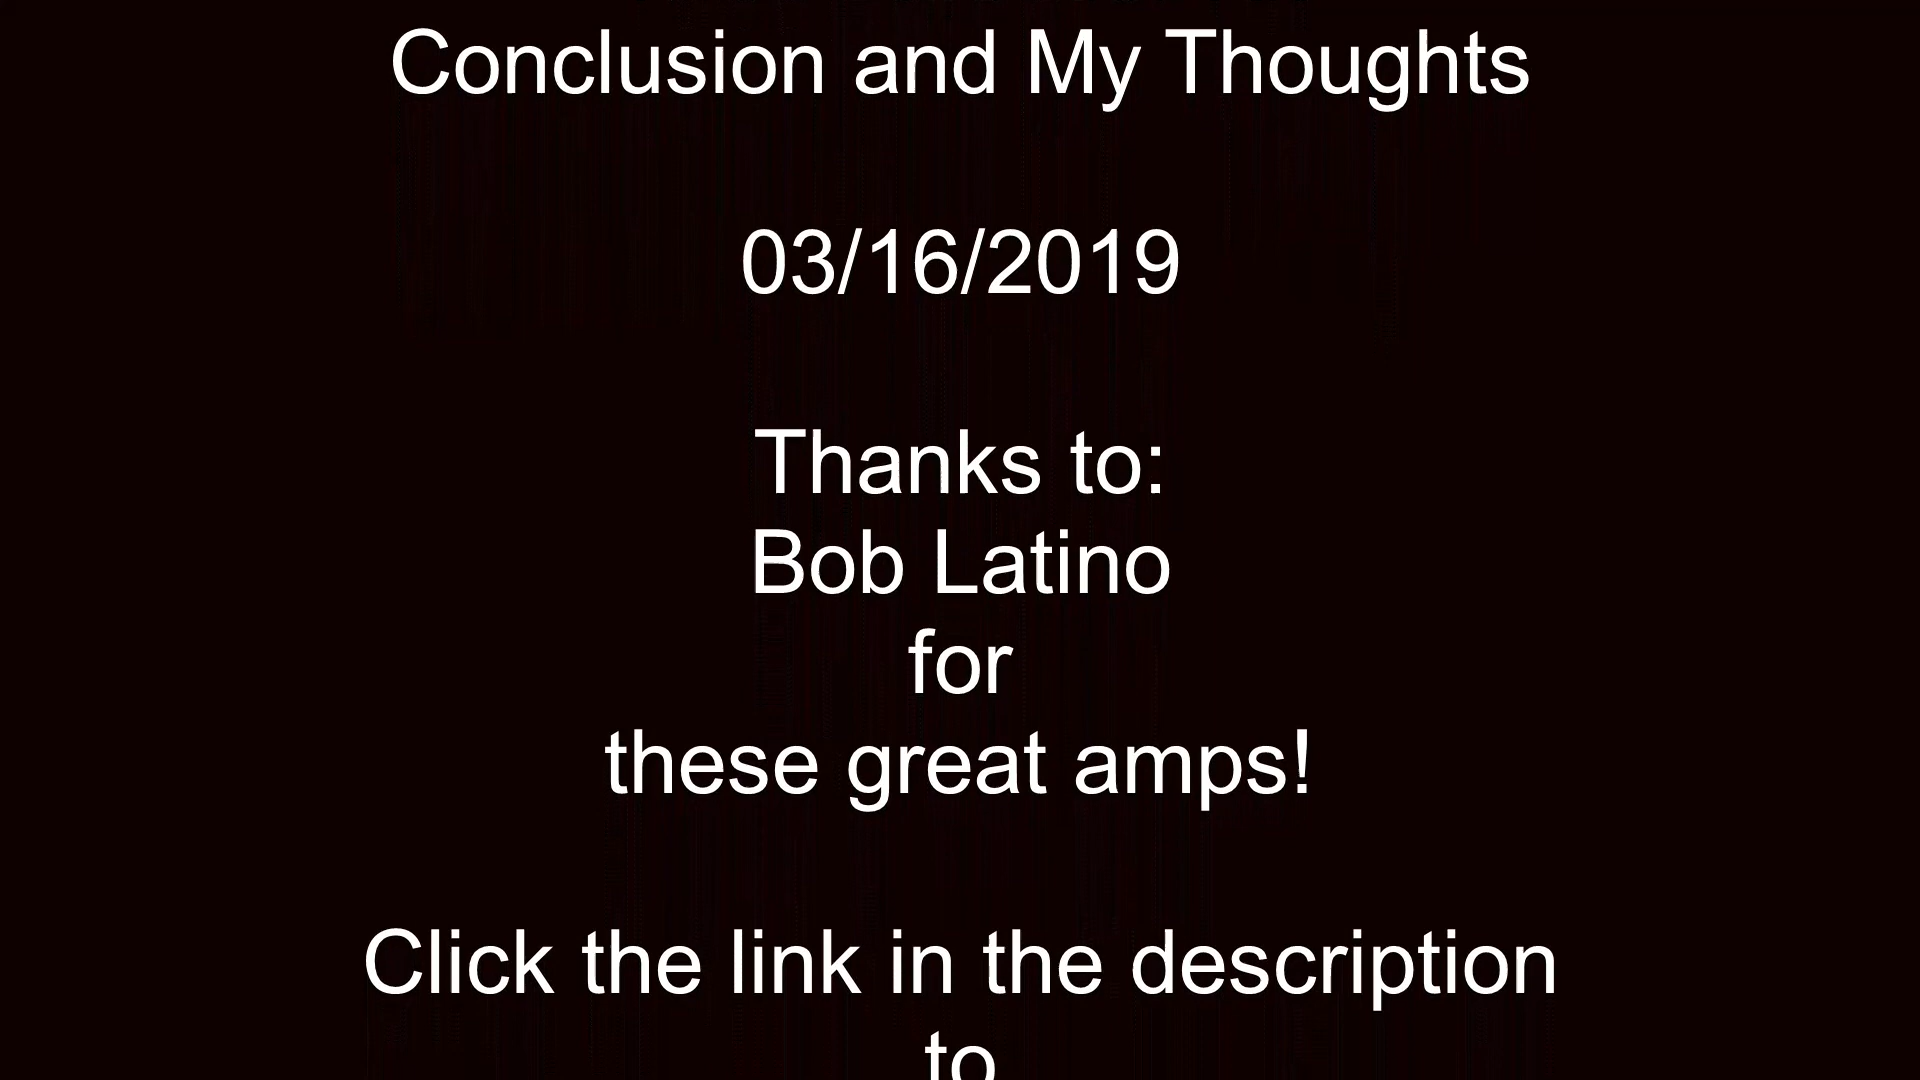 Conclusion and My Thoughts
03/16/2019
Thanks to:
Bob Latino
for
these great amps!
Click the link in the description
to